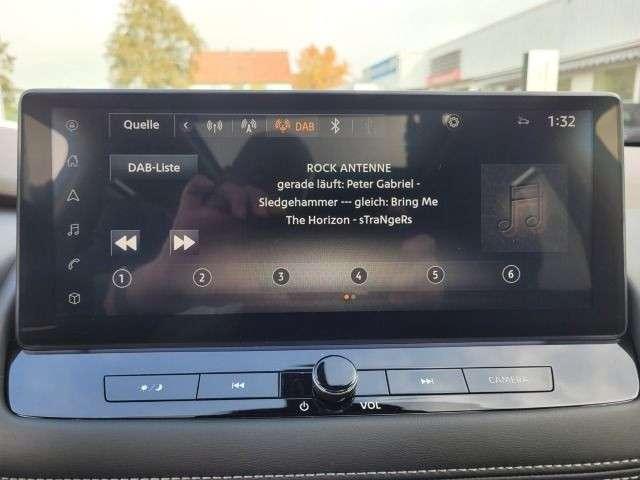 Quelle
DAB
1:32
DAB-Liste
ROCK ANTENNE
gerade läuft: Peter Gabriel -
Sledgehammer --- gleich: Bring Me
The Horizon - sTraNgeRs
1 2 3 4 5 6
VOL
CAMERA